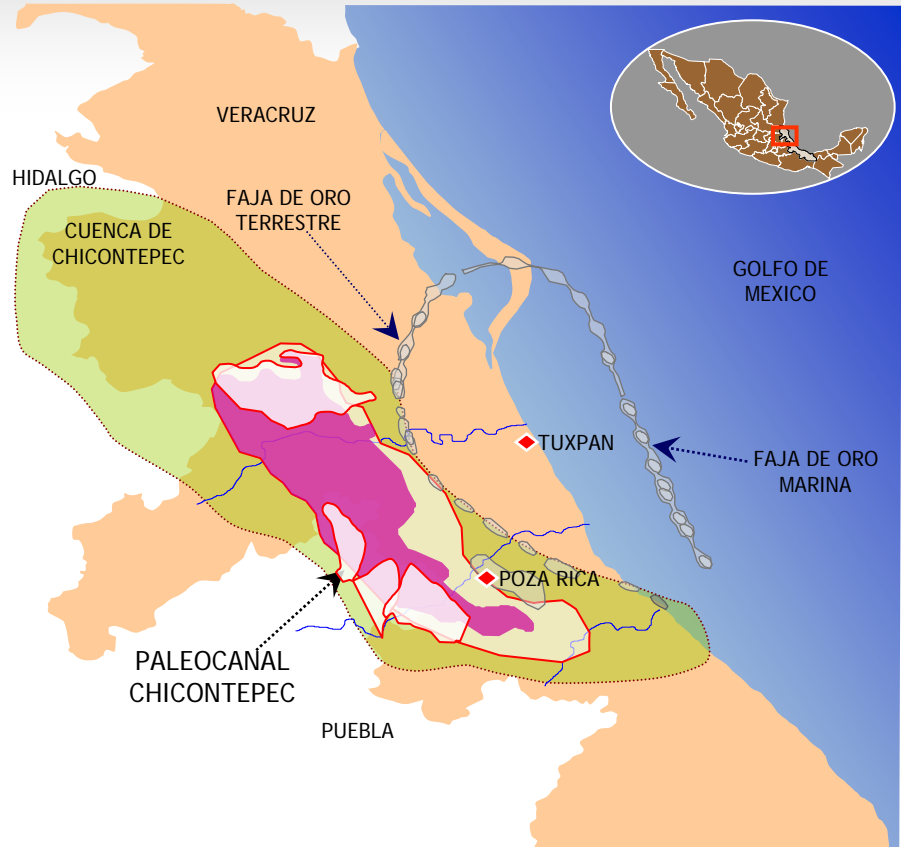 VERACRUZ
HIDALGO
FAJA DE ORO
TERRESTRE
CUENCA DE
CHICONTEPEC
GOLFO DE
MEXICO
TUXPAN
FAJA DE ORO
MARINA
POZA RICA
PALEOCANAL
CHICONTEPEC
PUEBLA